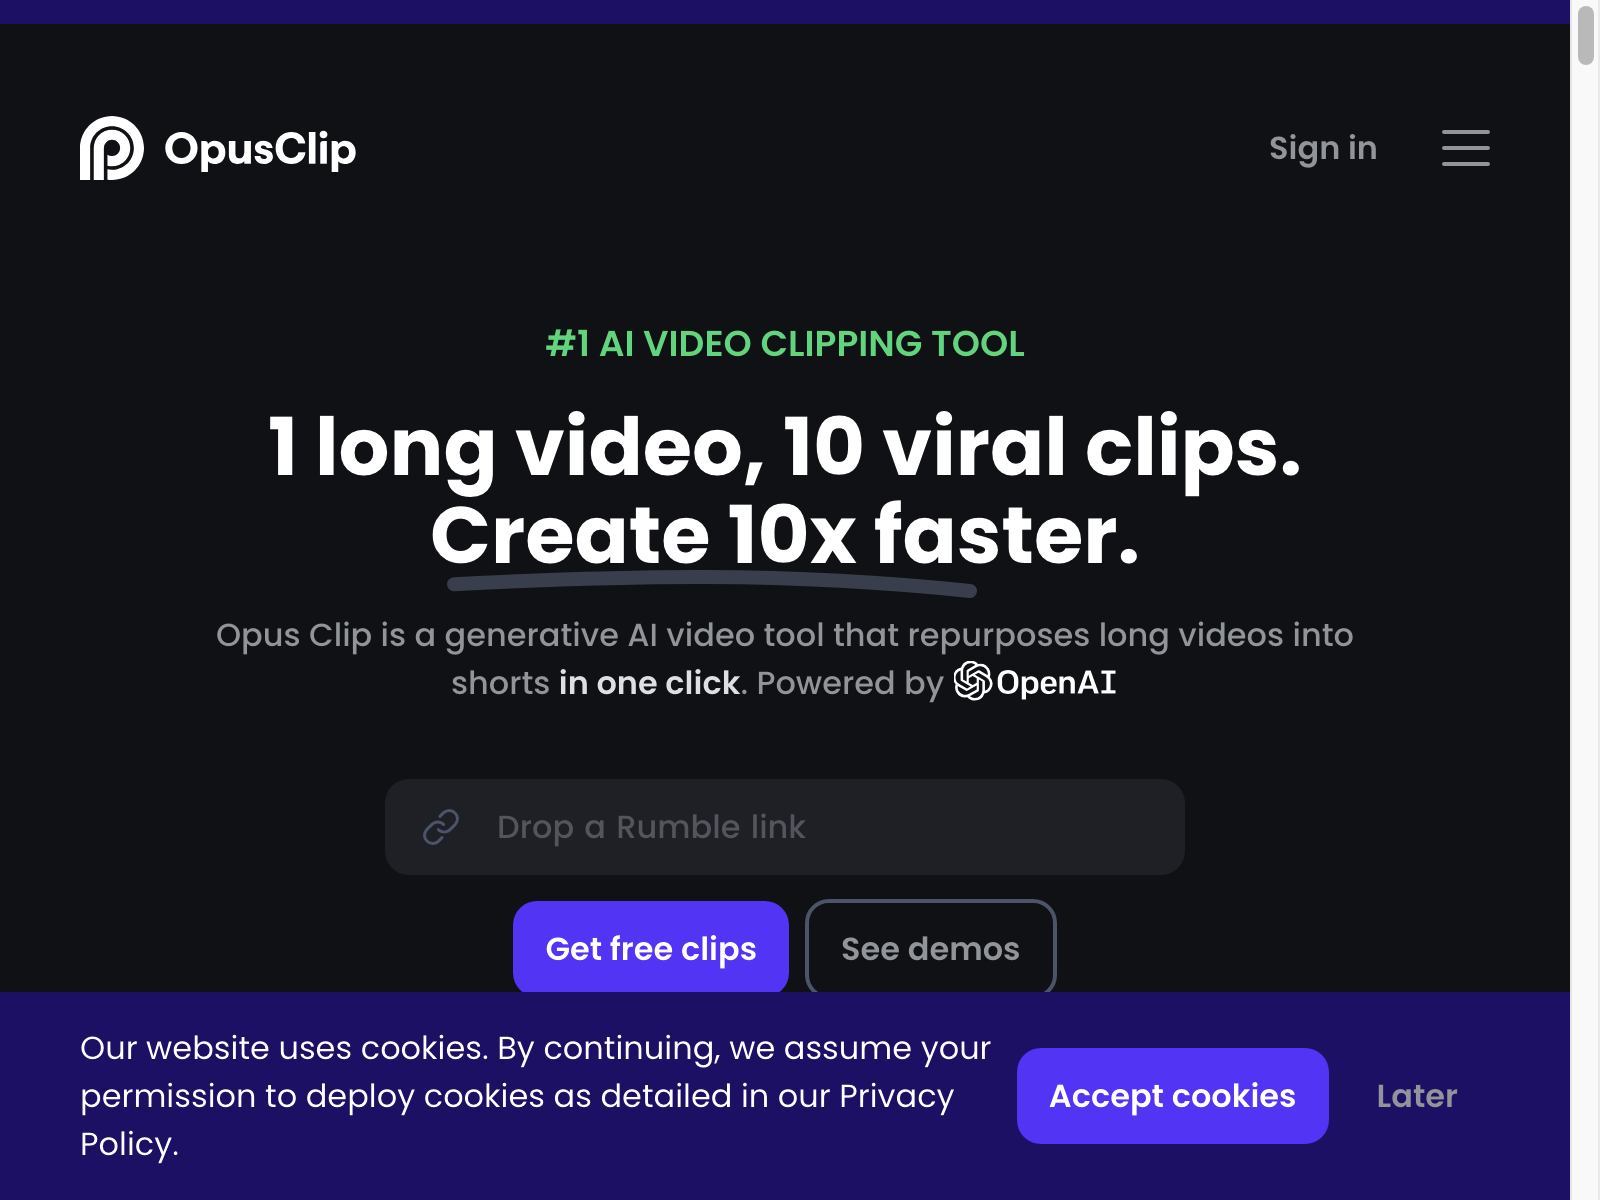 OpusClip
Sign in
#1 AI VIDEO CLIPPING TOOL
1 long video, 10 viral clips.
Create 10x faster.
Opus Clip is a generative AI video tool that repurposes long videos into
shorts in one click. Powered by OpenAI
Drop a Rumble link
Get free clips
See demos
Our website uses cookies. By continuing, we assume your
permission to deploy cookies as detailed in our Privacy
Policy.
Accept cookies
Later